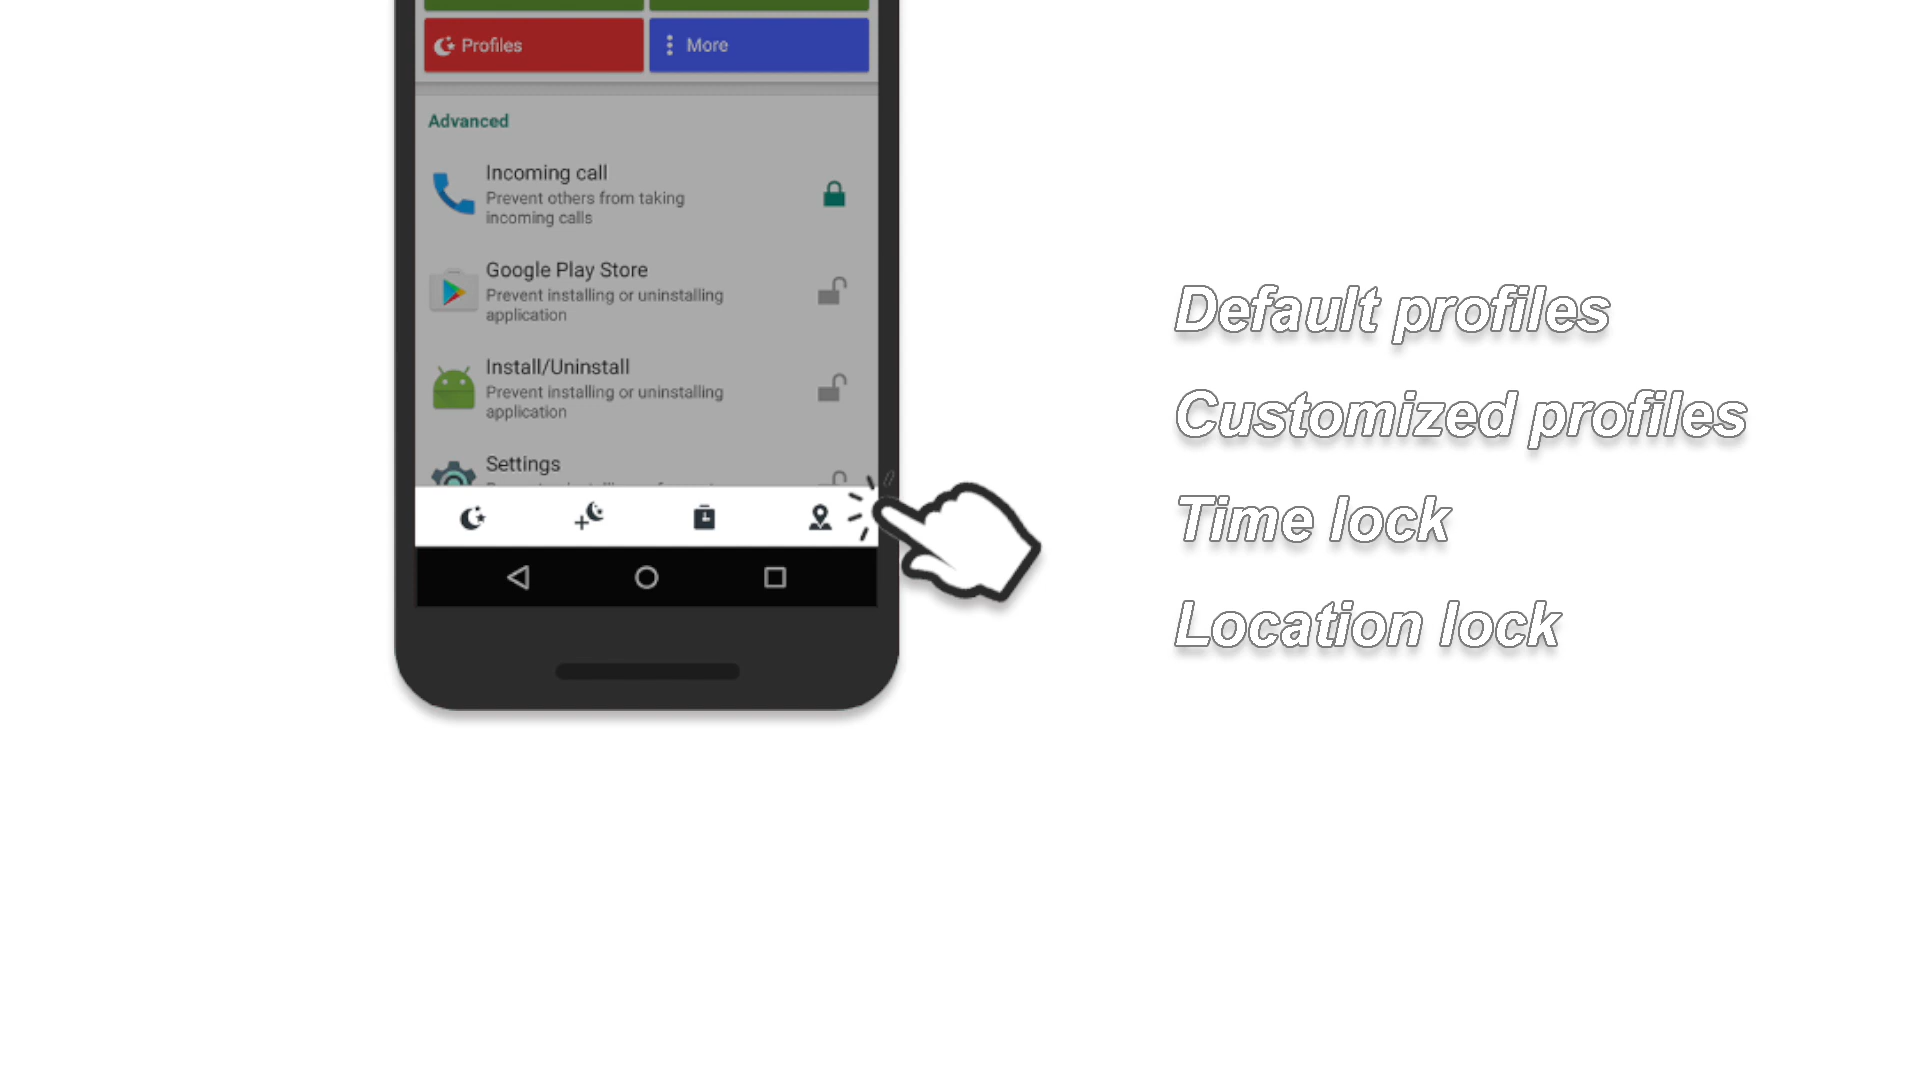 Profiles
More
Advanced
Incoming call
Prevent others from taking
incoming calls
Google Play Store
Prevent installing or uninstalling
application
Install/Uninstall
Prevent installing or uninstalling
application
Settings
Default profiles
Customized profiles
Time lock
Location lock